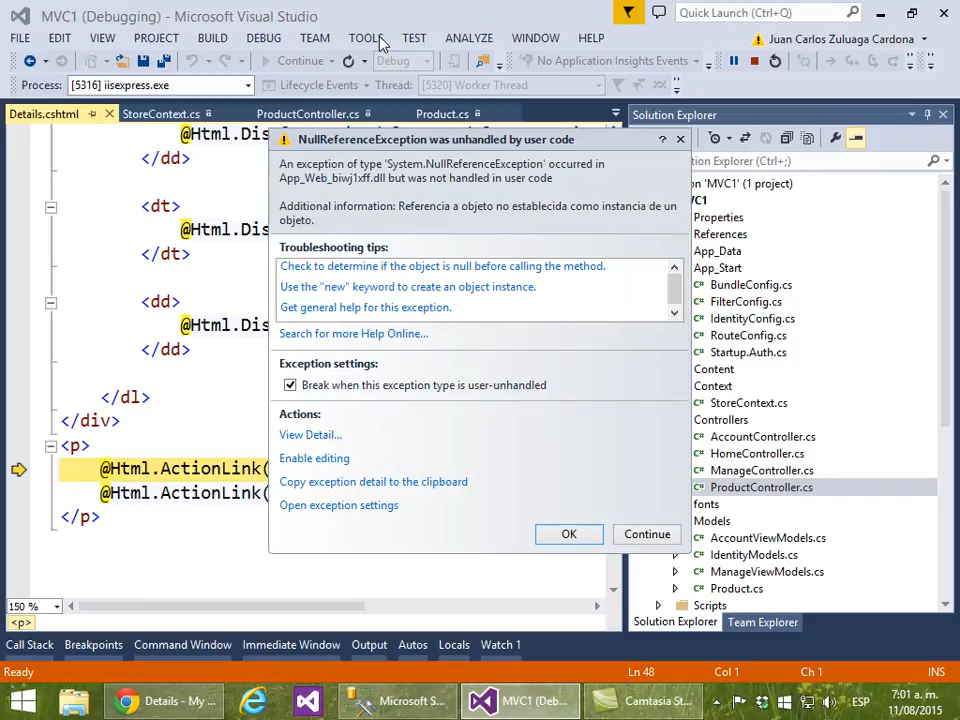 MVC1 (Debugging) - Microsoft Visual Studio
Quick Launch (Ctrl+Q)
FILE EDIT VIEW PROJECT BUILD DEBUG TEAM TOOLS TEST ANALYZE WINDOW HELP
Juan Carlos Zuluaga Cardona
Continue Debug No Application Insights Events
Process: [5316] iisexpress.exe Lifecycle Events Thread: [5320] Worker Thread
Details.cshtml StoreContext.cs ProductController.cs Product.cs
Solution Explorer
@Html.Dis
</dd>
<dt>
@Html.Dis
</dt>
<dd>
@Html.Dis
</dd>
</dl>
</div>
<p>
@Html.ActionLink(
@Html.ActionLink(
</p>
NullReferenceException was unhandled by user code
An exception of type 'System.NullReferenceException' occurred in
App_Web_biwj1xff.dll but was not handled in user code
Additional information: Referencia a objeto no establecida como instancia de un
objeto.
Troubleshooting tips:
Check to determine if the object is null before calling the method.
Use the "new" keyword to create an object instance.
Get general help for this exception.
Search for more Help Online...
Exception settings:
Break when this exception type is user-unhandled
Actions:
View Detail...
Enable editing
Copy exception detail to the clipboard
Open exception settings
OK Continue
ution Explorer (Ctrl+;)
on 'MVC1' (1 project)
C1
Properties
References
App_Data
App_Start
C# BundleConfig.cs
C# FilterConfig.cs
C# IdentityConfig.cs
C# RouteConfig.cs
C# Startup.Auth.cs
Content
Context
C# StoreContext.cs
Controllers
C# AccountController.cs
C# HomeController.cs
C# ManageController.cs
C# ProductController.cs
fonts
Models
C# AccountViewModels.cs
C# IdentityModels.cs
C# ManageViewModels.cs
C# Product.cs
Scripts
150 %
<p>
Solution Explorer Team Explorer
Call Stack Breakpoints Command Window Immediate Window Output Autos Locals Watch 1
Ready Ln 48 Col 1 Ch 1 INS
Details - My ... Microsoft S... MVC1 (Deb... Camtasia St... ESP
7:01 a. m.
11/08/2015